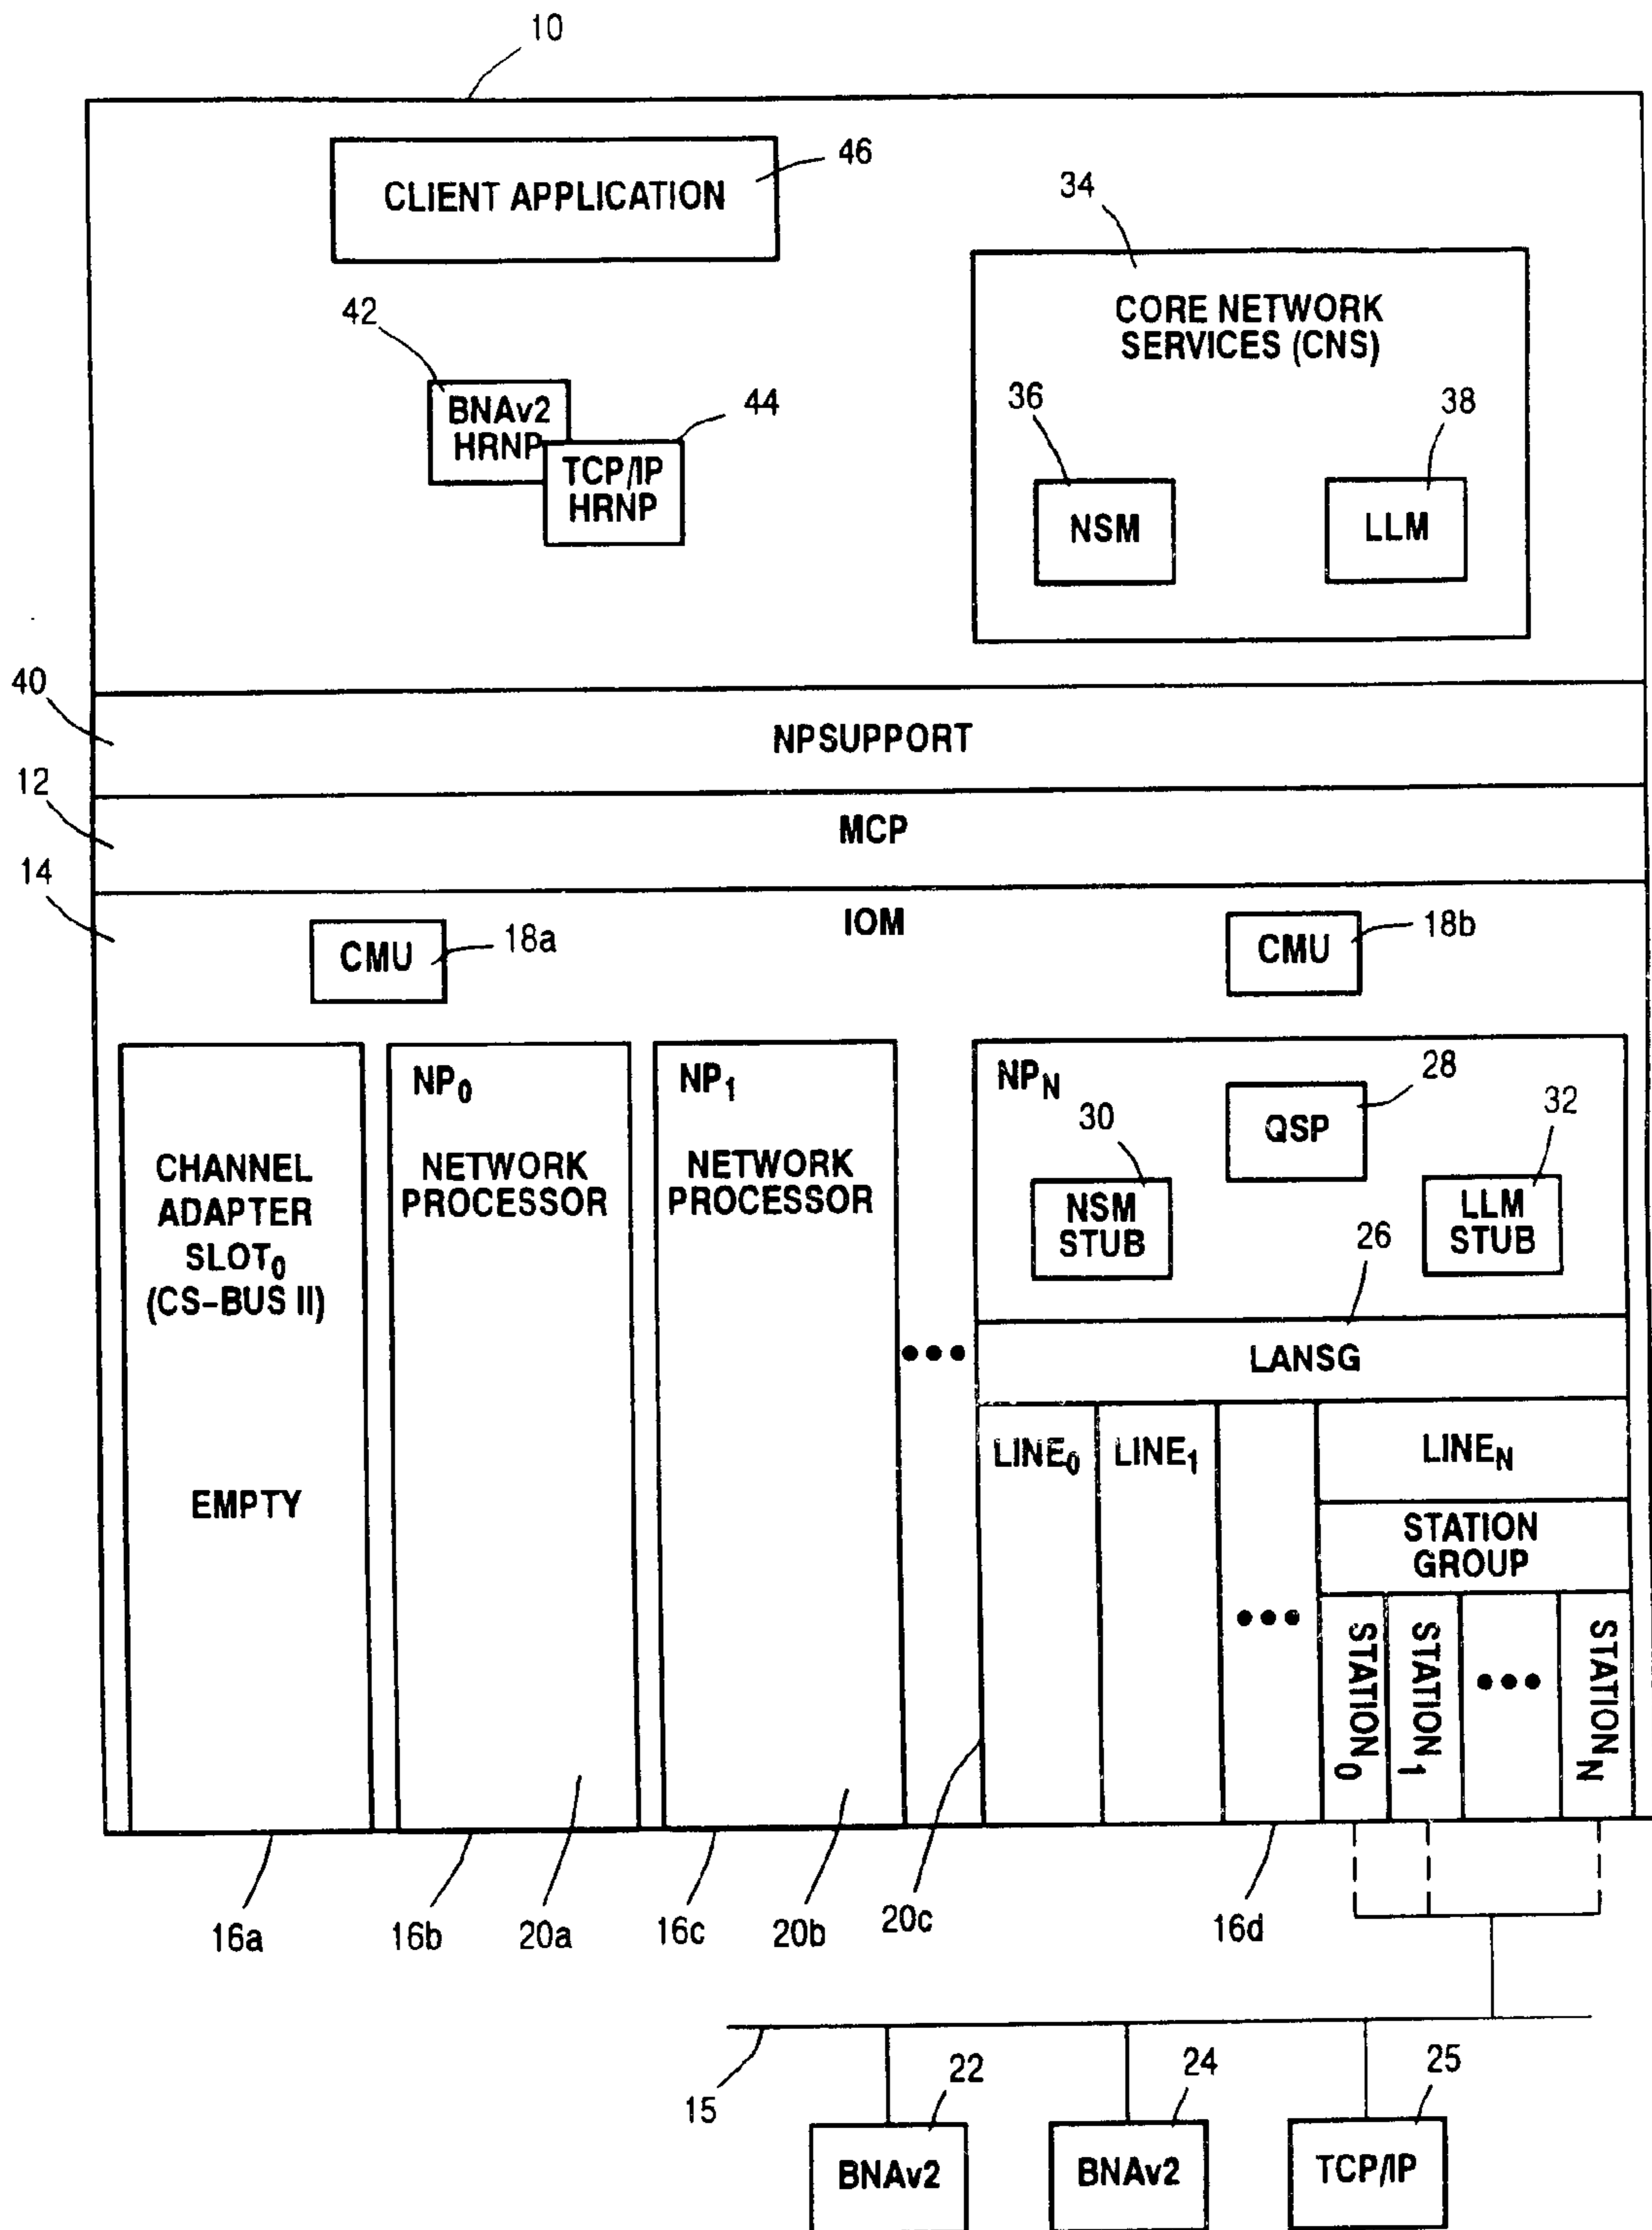 10
CLIENT APPLICATION
46
34
CORE NETWORK
SERVICES (CNS)
42
BNAv2
HRNP
44
TCP/IP
HRNP
36
NSM
38
LLM
40
NPSUPPORT
12
MCP
14
IOM
CMU
18a
CMU
18b
CHANNEL
ADAPTER
SLOT0
(CS-BUS II)
EMPTY
NP0
NETWORK
PROCESSOR
NP1
NETWORK
PROCESSOR
•••
NPN
28
QSP
30
NSM
STUB
32
LLM
STUB
26
LANSG
LINE0
LINE1
•••
LINEN
STATION
GROUP
STATION0
STATION1
•••
STATIONN
16a
16b
20a
16c
20b
20c
16d
15
22
BNAv2
24
BNAv2
25
TCP/IP